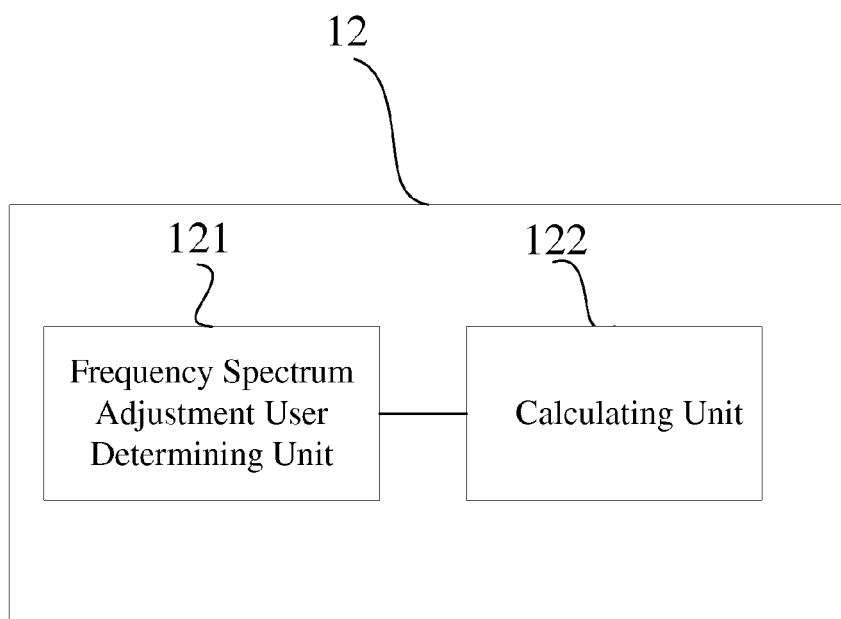 12
121
122
Frequency Spectrum
Adjustment User
Determining Unit
Calculating Unit